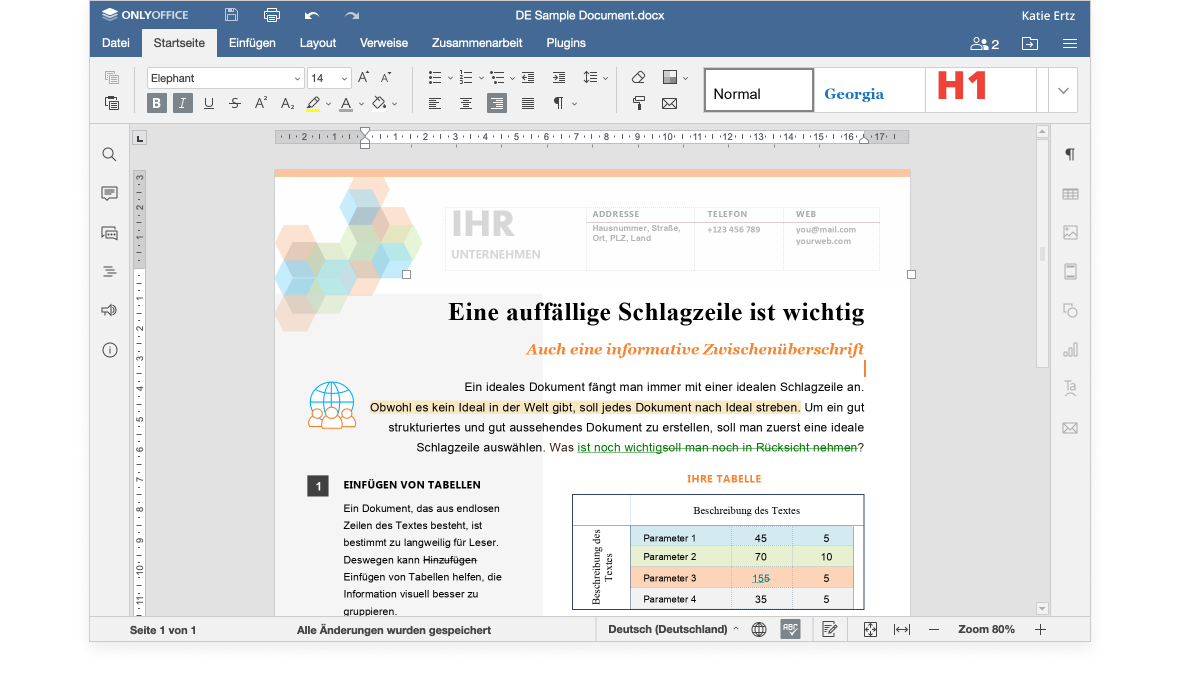 ONLYOFFICE
DE Sample Document.docx
Katie Ertz
Datei Startseite Einfügen Layout Verweise Zusammenarbeit Plugins
2
Elephant 14
Normal Georgia H1
IHR
UNTERNEHMEN
ADDRESSE TELEFON WEB
Hausnummer, Straße, +123 456 789 you@mail.com
Ort, PLZ, Land yourweb.com
Eine auffällige Schlagzeile ist wichtig
Auch eine informative Zwischenüberschrift
Ein ideales Dokument fängt man immer mit einer idealen Schlagzeile an.
Obwohl es kein Ideal in der Welt gibt, soll jedes Dokument nach Ideal streben. Um ein gut
strukturiertes und gut aussehendes Dokument zu erstellen, soll man zuerst eine ideale
Schlagzeile auswählen. Was ist noch wichtigsoll man noch in Rücksicht nehmen?
1 EINFÜGEN VON TABELLEN
Ein Dokument, das aus endlosen
Zeilen des Textes besteht, ist
bestimmt zu langweilig für Leser.
Deswegen kann Hinzufügen
Einfügen von Tabellen helfen, die
Information visuell besser zu
gruppieren.
IHRE TABELLE
Beschreibung des Textes
Beschreibung des
Textes
Parameter 1 45 5
Parameter 2 70 10
Parameter 3 5
Parameter 4 35 5
Seite 1 von 1 Alle Änderungen wurden gespeichert Deutsch (Deutschland) ABC Zoom 80%